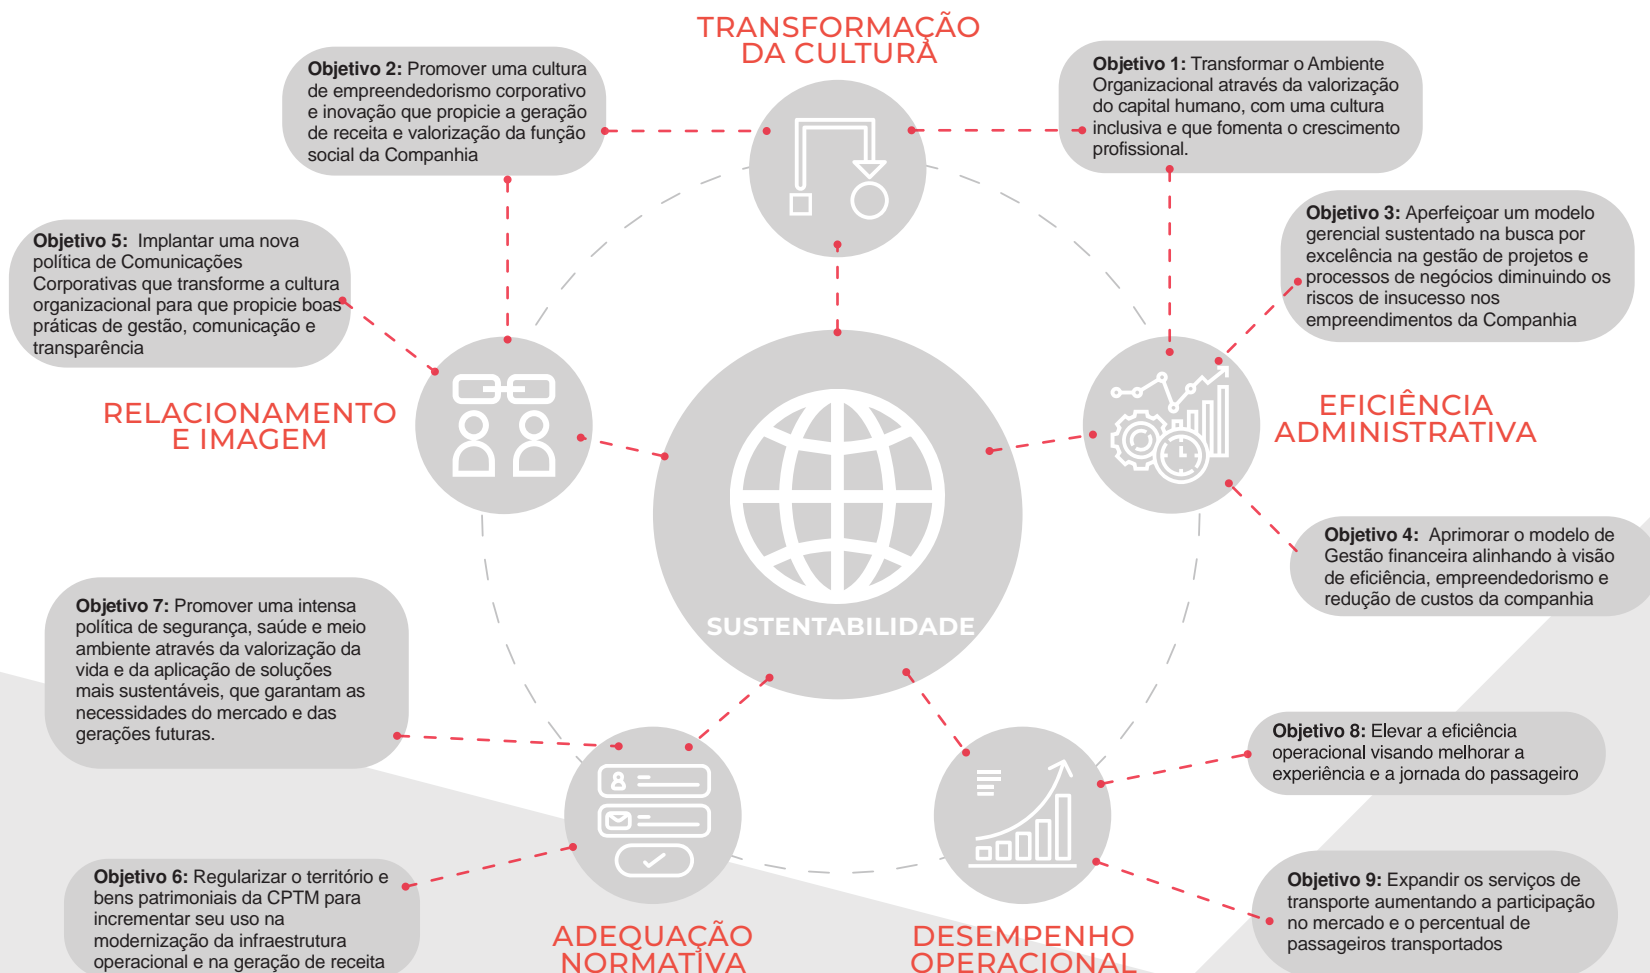 TRANSFORMAÇÃO
DA CULTURA
Objetivo 2: Promover uma cultura
de empreendedorismo corporativo
e inovação que propicie a geração
de receita e valorização da função
social da Companhia
Objetivo 1: Transformar o Ambiente
Organizacional através da valorização
do capital humano, com uma cultura
inclusiva e que fomenta o crescimento
profissional.
Objetivo 5: Implantar uma nova
política de Comunicações
Corporativas que transforme a cultura
organizacional para que propicie boas
práticas de gestão, comunicação e
transparência
Objetivo 3: Aperfeiçoar um modelo
gerencial sustentado na busca por
excelência na gestão de projetos e
processos de negócios diminuindo os
riscos de insucesso nos
empreendimentos da Companhia
RELACIONAMENTO
E IMAGEM
EFICIÊNCIA
ADMINISTRATIVA
SUSTENTABILIDADE
Objetivo 4: Aprimorar o modelo de
Gestão financeira alinhando à visão
de eficiência, empreendedorismo e
redução de custos da companhia
Objetivo 7: Promover uma intensa
política de segurança, saúde e meio
ambiente através da valorização da
vida e da aplicação de soluções
mais sustentáveis, que garantam as
necessidades do mercado e das
gerações futuras.
Objetivo 8: Elevar a eficiência
operacional visando melhorar a
experiência e a jornada do passageiro
Objetivo 6: Regularizar o território e
bens patrimoniais da CPTM para
incrementar seu uso na
modernização da infraestrutura
operacional e na geração de receita
Objetivo 9: Expandir os serviços de
transporte aumentando a participação
no mercado e o percentual de
passageiros transportados
ADEQUAÇÃO
NORMATIVA
DESEMPENHO
OPERACIONAL